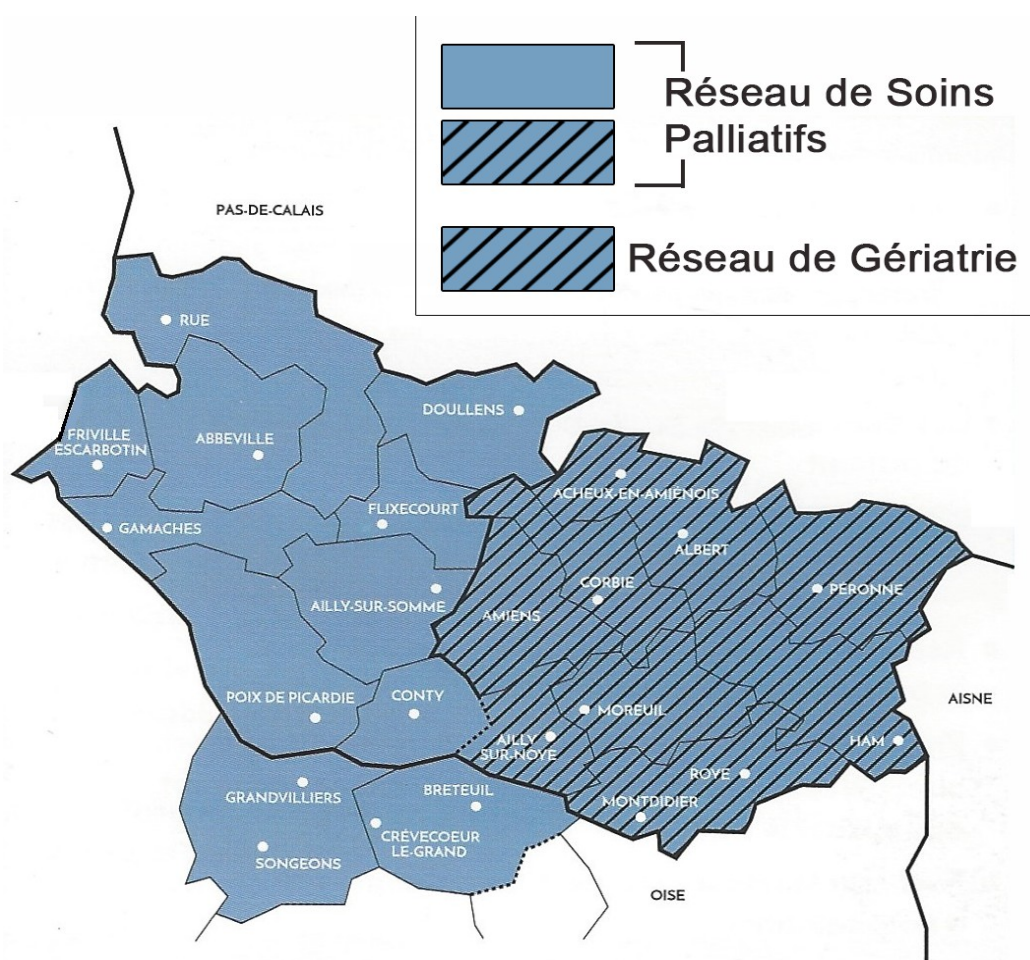 Réseau de Soins
Palliatifs
Réseau de Gériatrie
PAS-DE-CALAIS
RUE
DOULLENS
FRIVILLE
ESCARBOTIN
ABBEVILLE
ACHEUX-EN-AMIÉNOIS
FLIXECOURT
GAMACHES
ALBERT
CORBIE
PÉRONNE
AILLY-SUR-SOMME
AMIENS
POIX DE PICARDIE
CONTY
AISNE
MOREUIL
AILLY
SUR-NOYE
HAM
ROYE
GRANDVILLIERS
BRETEUIL
MONTDIDIER
CRÈVECOEUR
LE-GRAND
SONGEONS
OISE